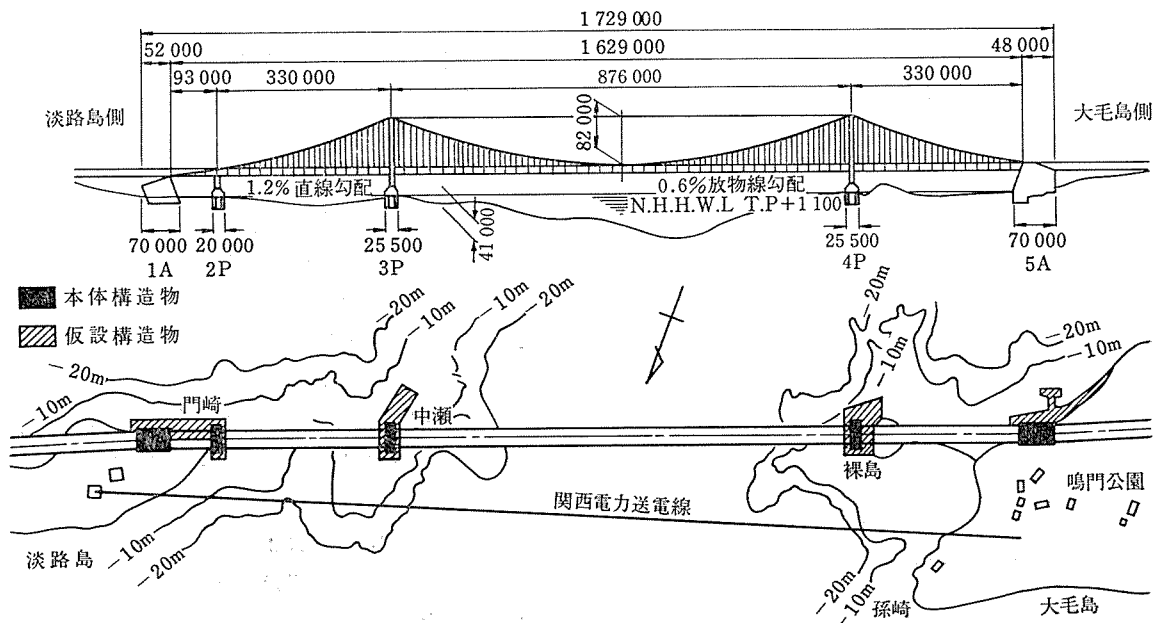 1 729 000
52 000
1 629 000
48 000
93 000
330 000
876 000
330 000
淡路島側
82 000
大毛島側
1.2% 直線勾配
0.6% 放物線勾配
N.H.H.W.L T.P+1 100
41 000
70 000
20 000
25 500
25 500
70 000
1A
2P
3P
4P
5A
本体構造物
仮設構造物
-20m
-10m
-10m
-20m
-20m
-10m
-20m
-10m
-20m
-10m
門崎
中瀬
裸島
鳴門公園
関西電力送電線
淡路島
-10m
-20m
-20m
-10m
孫崎
大毛島